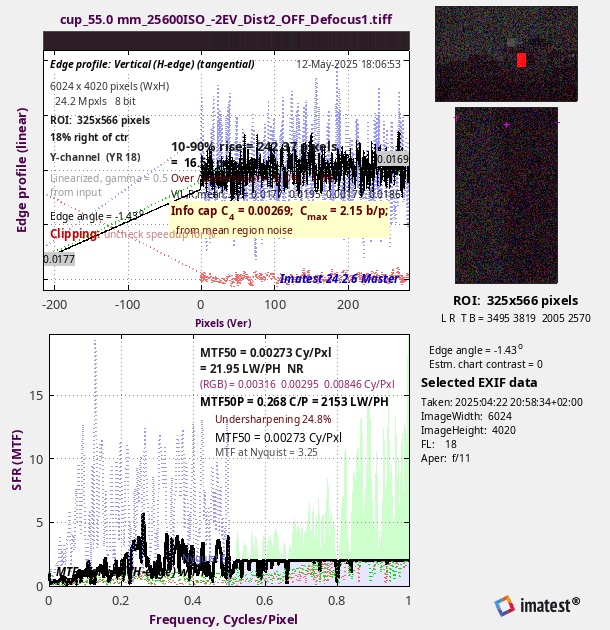 cup_55.0 mm_25600ISO_-2EV_Dist2_OFF_Defocus1.tiff
Edge profile: Vertical (H-edge) (tangential)
12-May-2025 18:06:53
6024 x 4020 pixels (WxH)
24.2 Mpxls 8 bit
ROI: 325x566 pixels
18% right of ctr
Y-channel (YR 18)
Linearized, gamma = 0.5
from input
Edge angle = -1.43°
Clipping: uncheck speedup for %
10-90% rise = 242.37 pixels
= 16
Over
0.0169
0.0177
Info cap C4 = 0.00269; Cmax = 2.15 b/p;
from mean region noise
Imatest 24.2.6 Master
Edge profile (linear)
-200 -100 0 100 200
Pixels (Ver)
ROI: 325x566 pixels
L R T B = 3495 3819 2005 2570
Edge angle = -1.43°
Estm. chart contrast = 0
Selected EXIF data
Taken: 2025:04:22 20:58:34+02:00
ImageWidth: 6024
ImageHeight: 4020
FL: 18
Aper: f/11
MTF50 = 0.00273 Cy/Pxl
= 21.95 LW/PH NR
(RGB) = 0.00316 0.00295 0.00846 Cy/Pxl
MTF50P = 0.268 C/P = 2153 LW/PH
Undersharpening 24.8%
MTF50 = 0.00273 Cy/Pxl
MTF at Nyquist = 3.25
SFR (MTF)
15
10
5
0
MTF
0 0.2 0.4 0.6 0.8 1
Frequency, Cycles/Pixel
imatest®